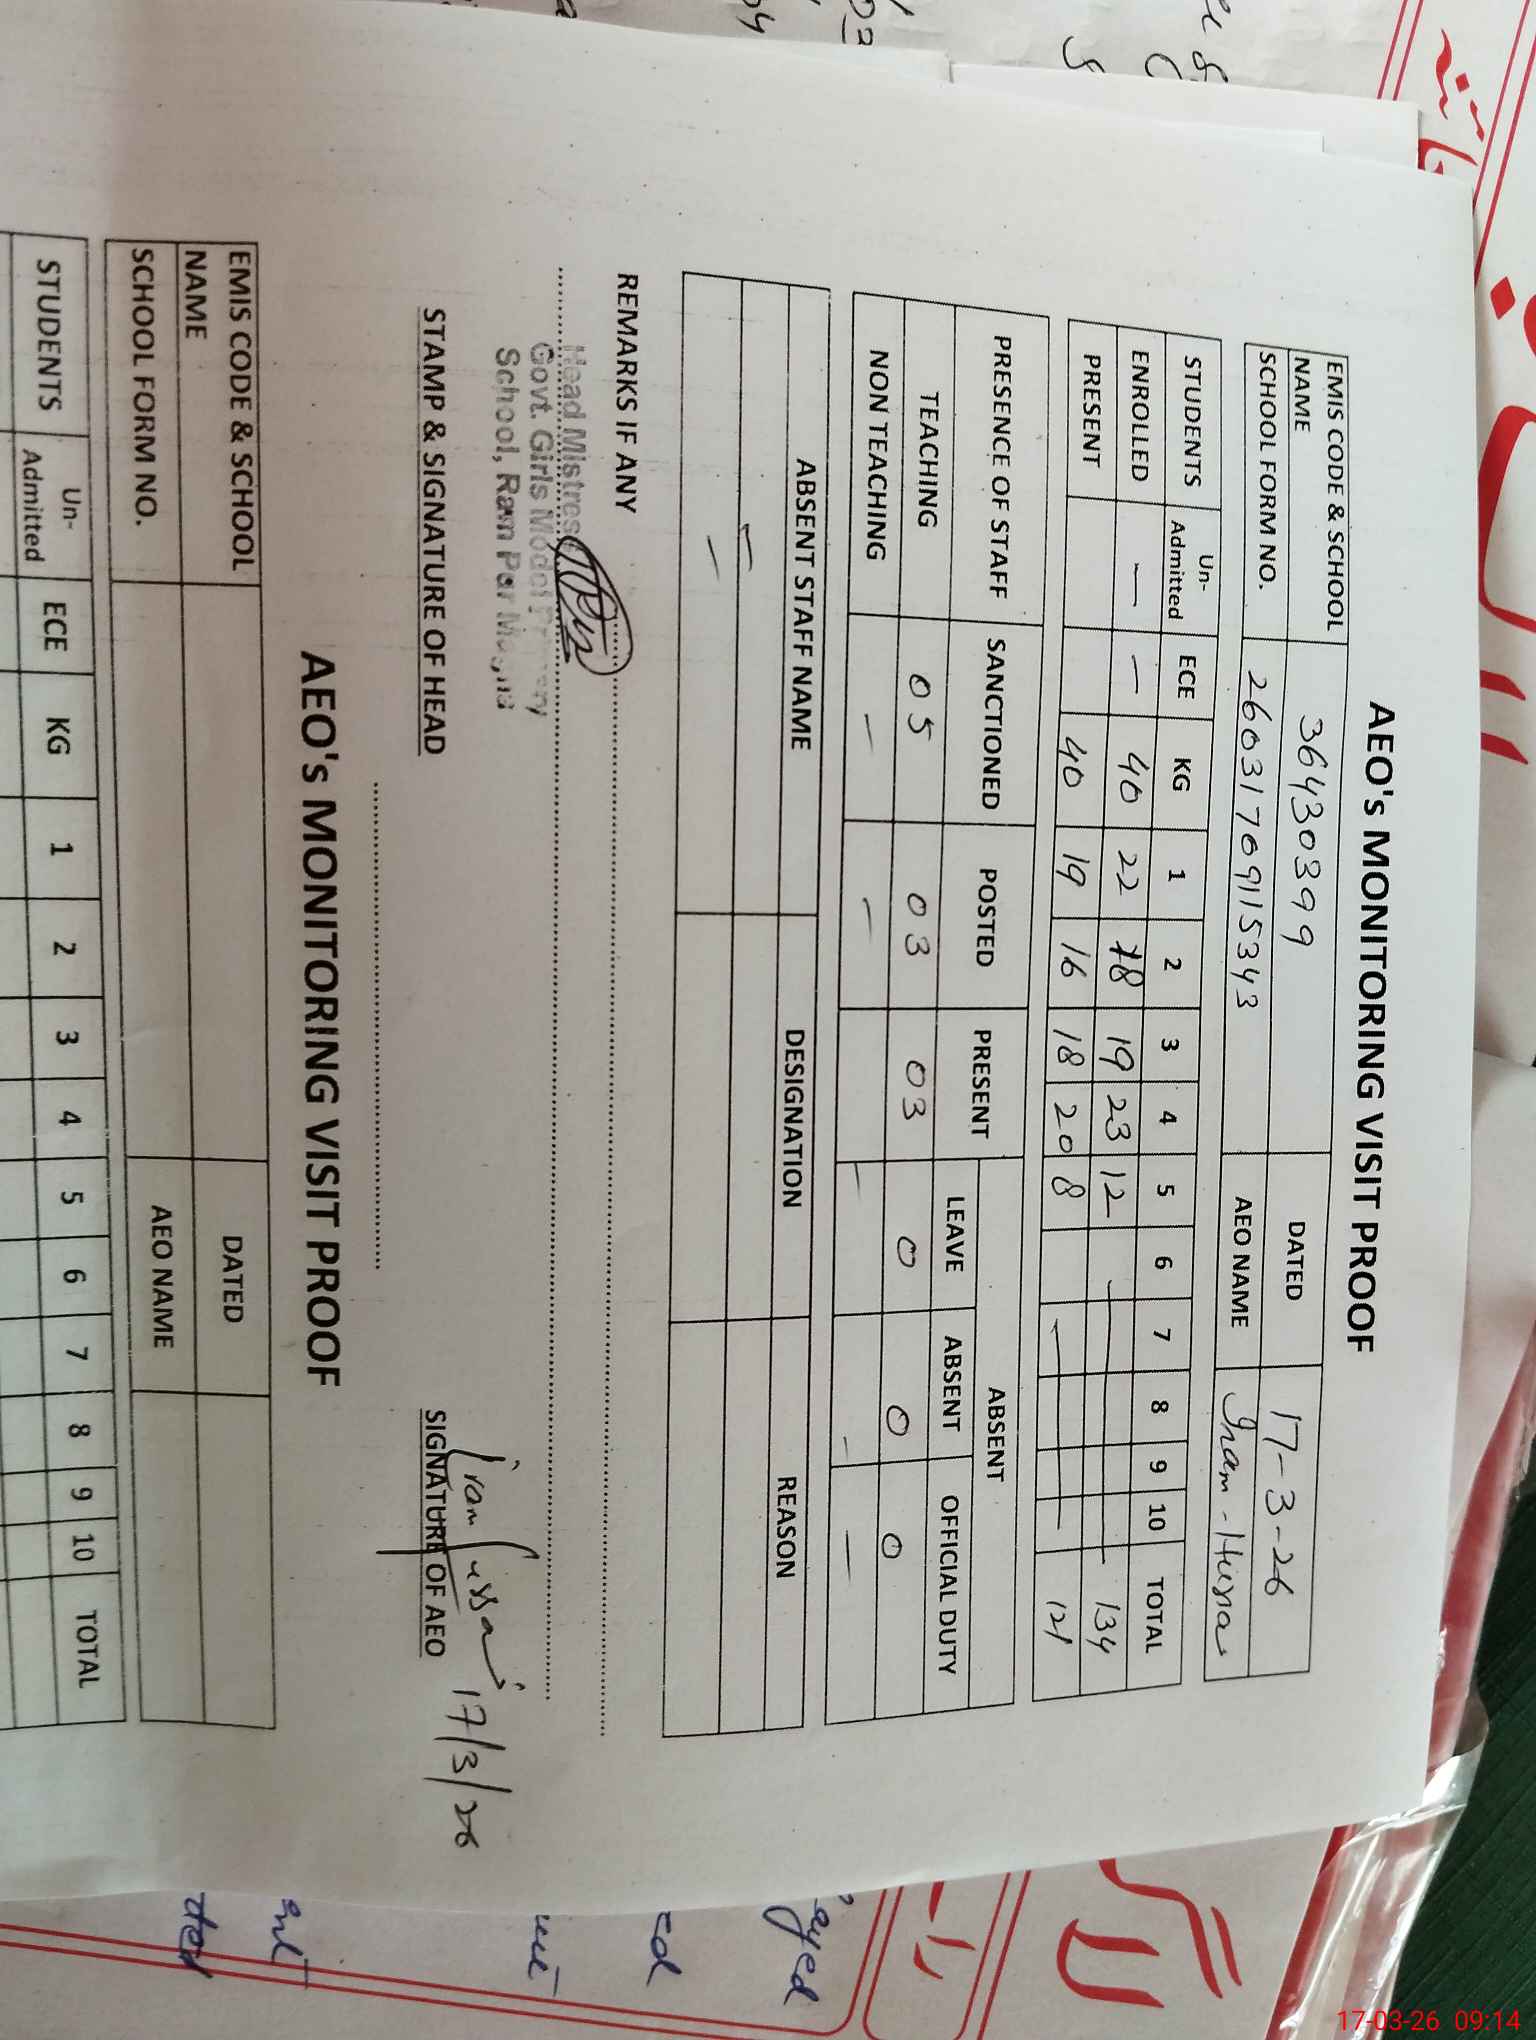 AEO's MONITORING VISIT PROOF
EMIS CODE & SCHOOL NAME 36430399 DATED 17-3-26
SCHOOL FORM NO. 26031709115343 AEO NAME Iram - Hussa
STUDENTS Un-Admitted ECE KG 1 2 3 4 5 6 7 8 9 10 TOTAL
ENROLLED — — 40 22 18 19 23 12 — 134
PRESENT 40 19 16 18 20 8 — 121
PRESENCE OF STAFF SANCTIONED POSTED PRESENT ABSENT
LEAVE ABSENT OFFICIAL DUTY
TEACHING 05 03 03 0 0 0
NON TEACHING — — — — —
ABSENT STAFF NAME DESIGNATION REASON
—
—
REMARKS IF ANY
Head Mistress
Govt. Girls Model Primary
School, Ram Pur
STAMP & SIGNATURE OF HEAD
17/3/26
SIGNATURE OF AEO
AEO's MONITORING VISIT PROOF
EMIS CODE & SCHOOL NAME DATED
SCHOOL FORM NO. AEO NAME
STUDENTS Un-Admitted ECE KG 1 2 3 4 5 6 7 8 9 10 TOTAL
17-03-26 09:14